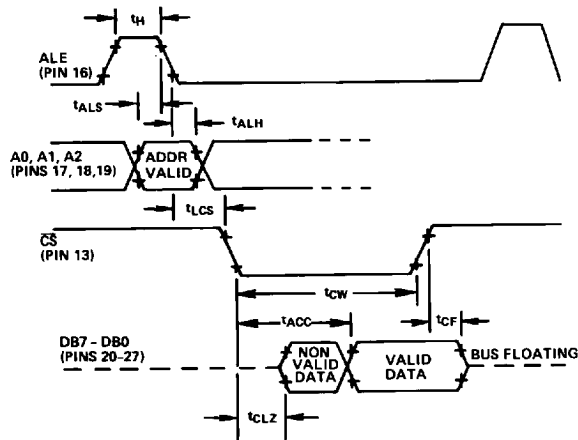 tH
ALE
(PIN 16)
tALS
tALH
A0, A1, A2
(PINS 17, 18,19)
ADDR
VALID
tLCS
CS
(PIN 13)
tCW
tACC
tCF
DB7 - DB0
(PINS 20-27)
NON
VALID
DATA
VALID
DATA
BUS FLOATING
tCLZ